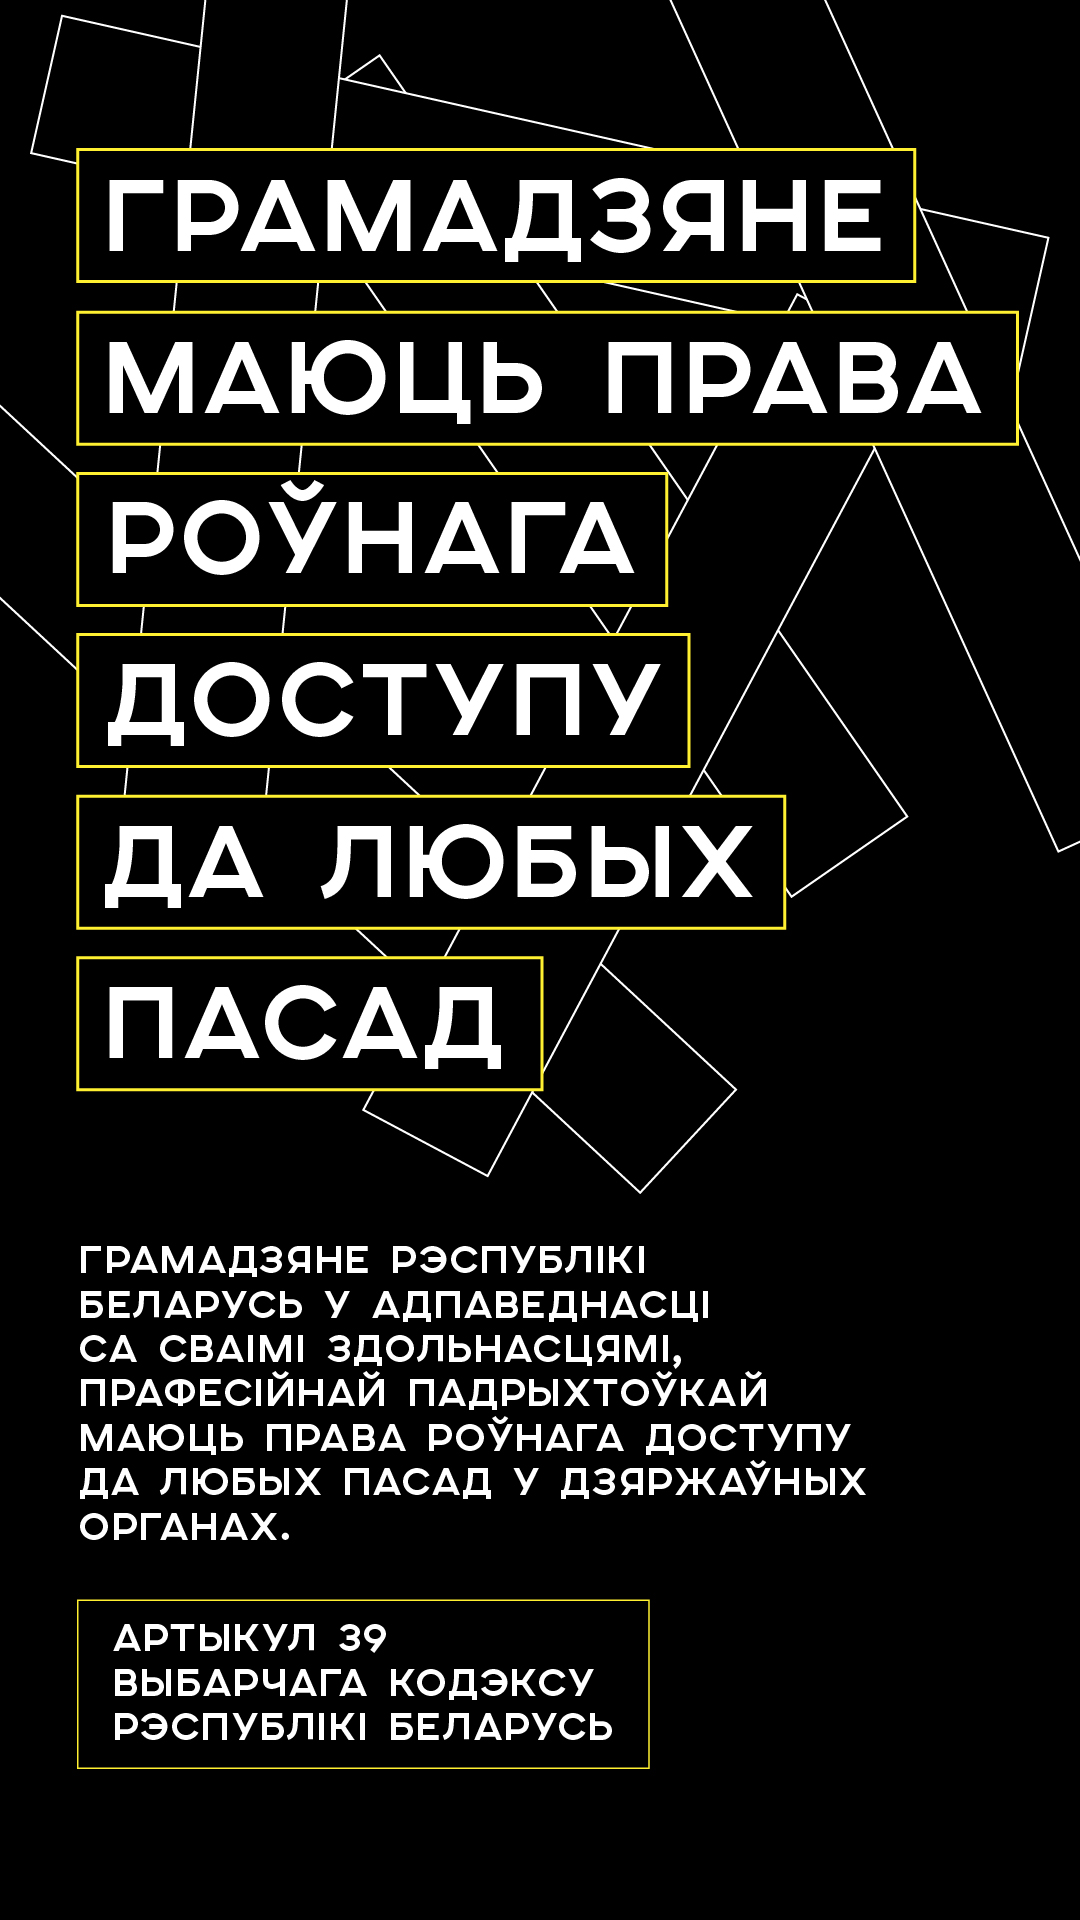 ГРАМАДЗЯНЕ
МАЮЦЬ ПРАВА
РОЎНАГА
ДОСТУПУ
ДА ЛЮБЫХ
ПАСАД
ГРАМАДЗЯНЕ РЭСПУБЛІКІ
БЕЛАРУСЬ У АДПАВЕДНАСЦІ
СА СВАІМІ ЗДОЛЬНАСЦЯМІ,
ПРАФЕСІЙНАЙ ПАДРЫХТОЎКАЙ
МАЮЦЬ ПРАВА РОЎНАГА ДОСТУПУ
ДА ЛЮБЫХ ПАСАД У ДЗЯРЖАЎНЫХ
ОРГАНАХ.
АРТЫКУЛ 39
ВЫБАРЧАГА КОДЭКСУ
РЭСПУБЛІКІ БЕЛАРУСЬ